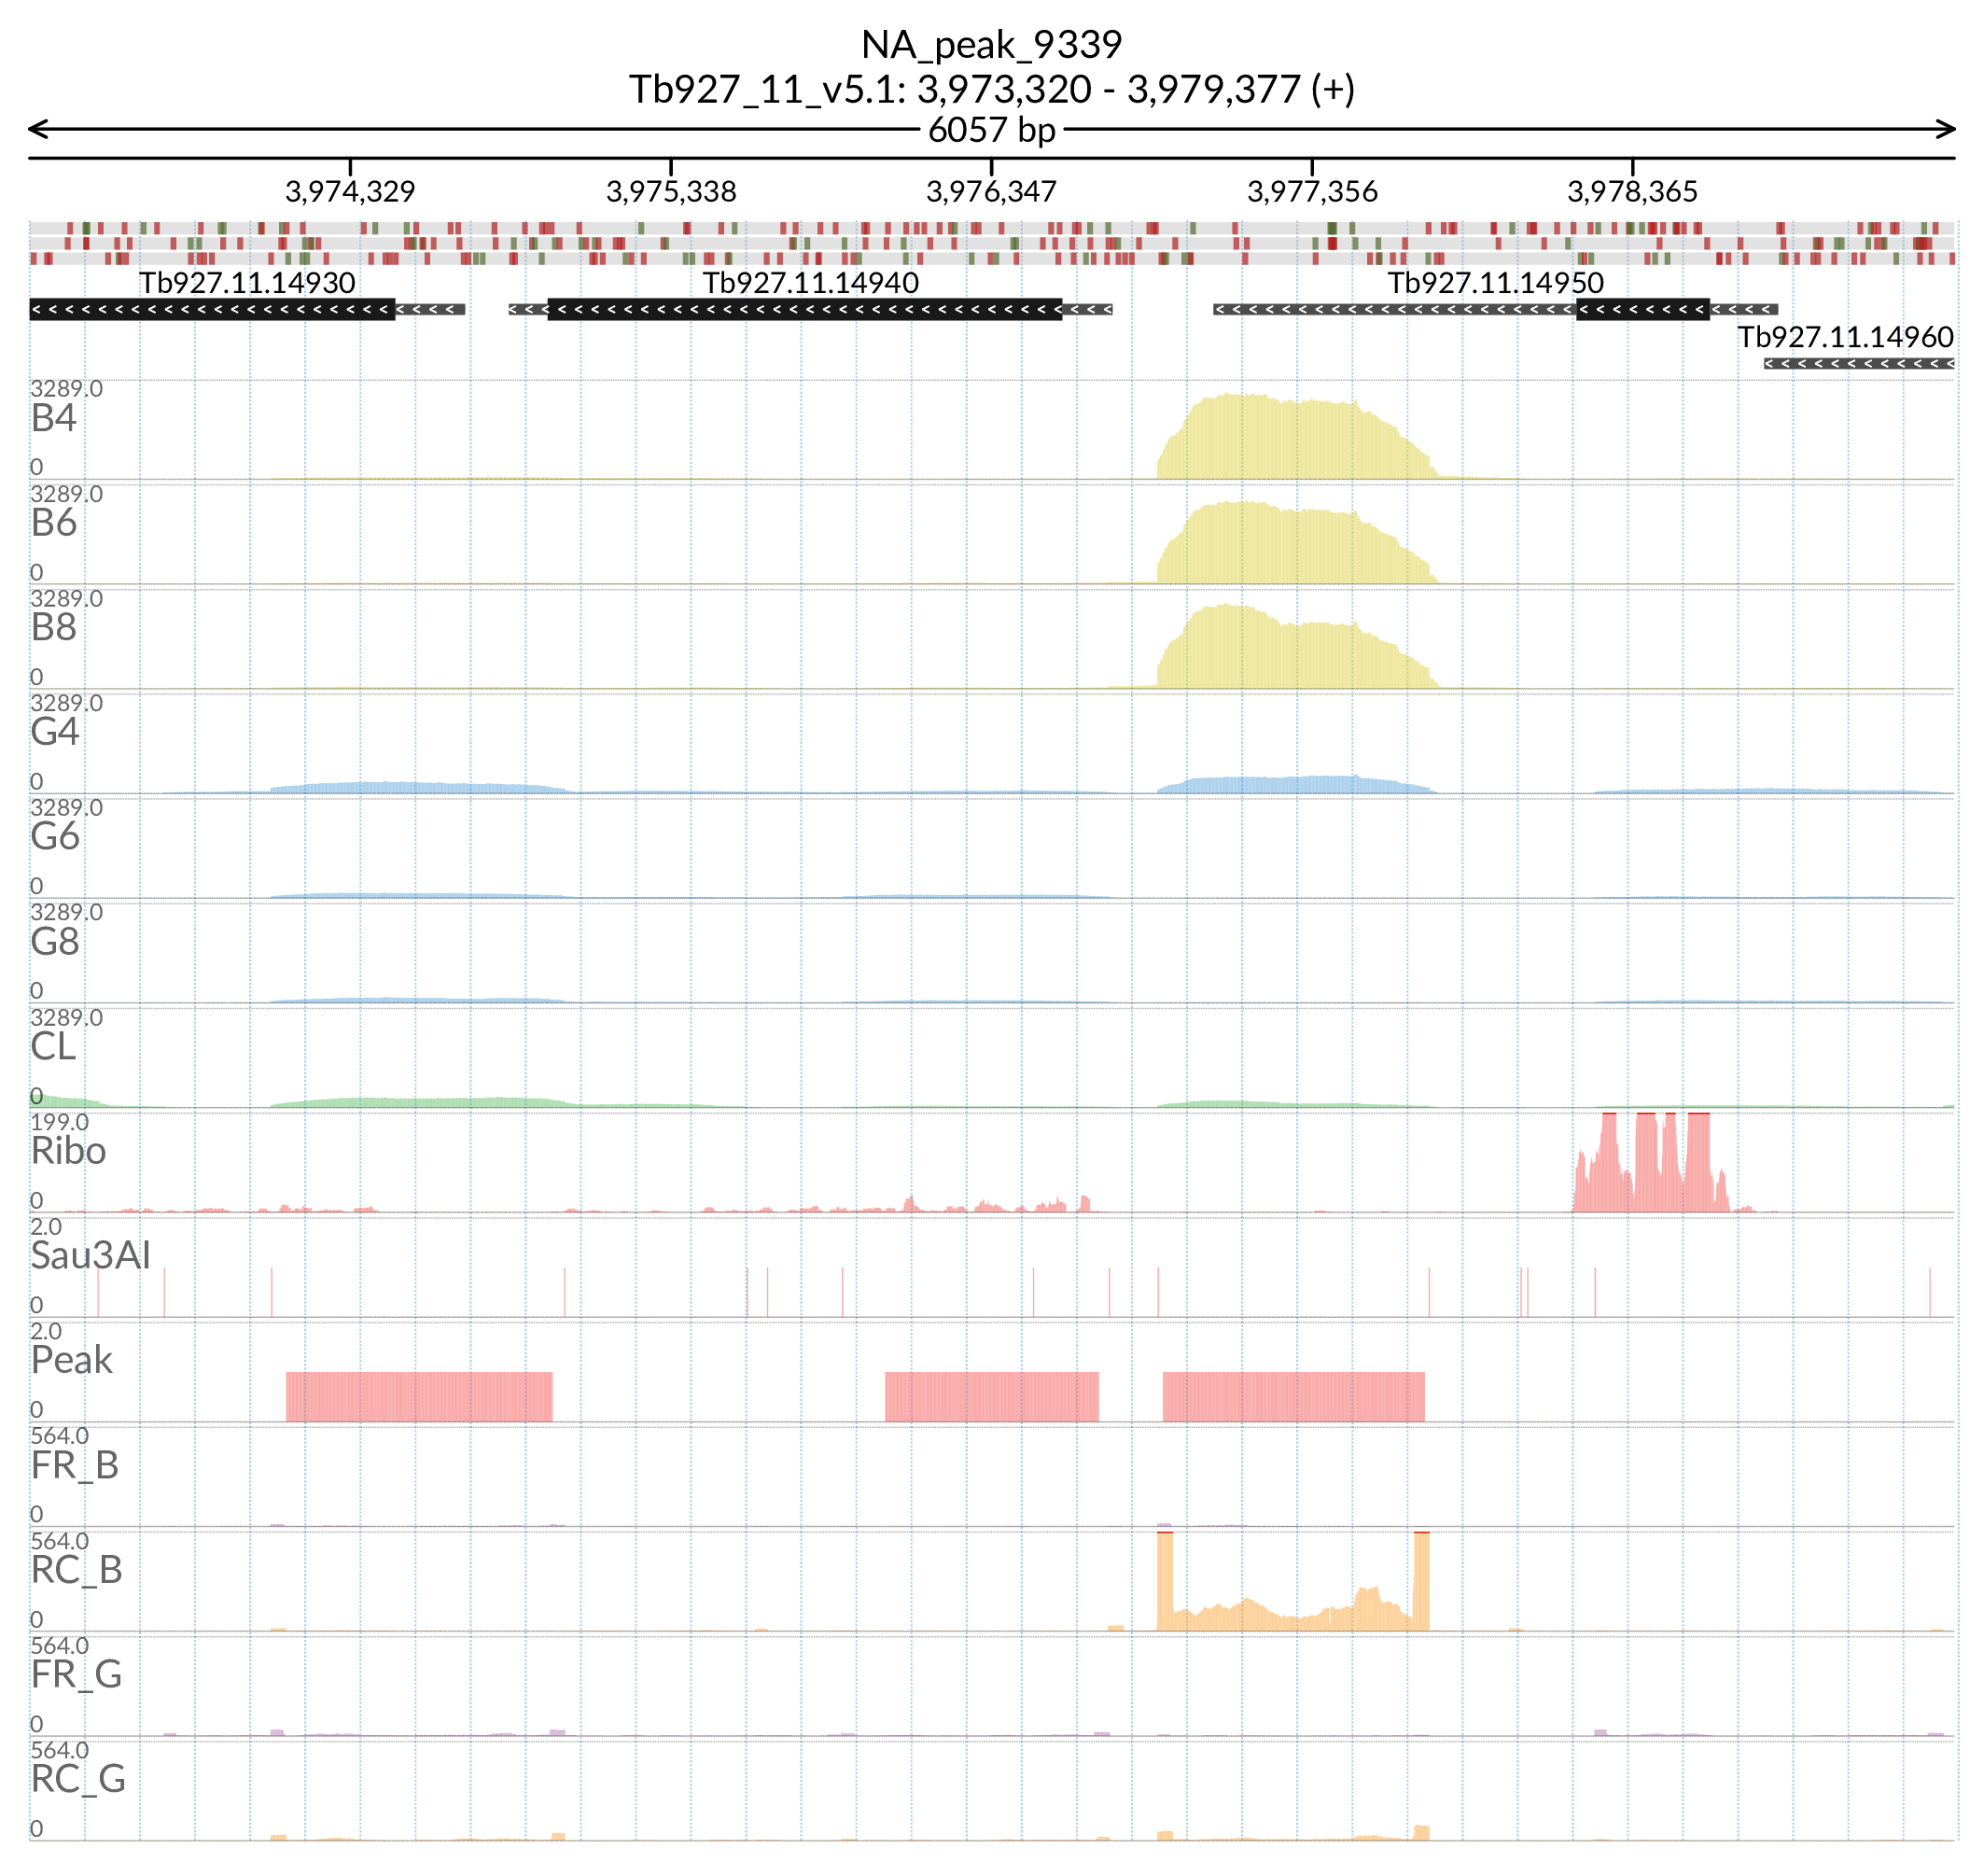 NA_peak_9339
Tb927_11_v5.1: 3,973,320 - 3,979,377 (+)
6057 bp
3,974,329 3,975,338 3,976,347 3,977,356 3,978,365
Tb927.11.14930 Tb927.11.14940 Tb927.11.14950
Tb927.11.14960
3289.0
B4
0
3289.0
B6
0
3289.0
B8
0
3289.0
G4
0
3289.0
G6
0
3289.0
G8
0
3289.0
CL
0
199.0
Ribo
0
2.0
Sau3AI
0
2.0
Peak
0
564.0
FR_B
0
564.0
RC_B
0
564.0
FR_G
0
564.0
RC_G
0